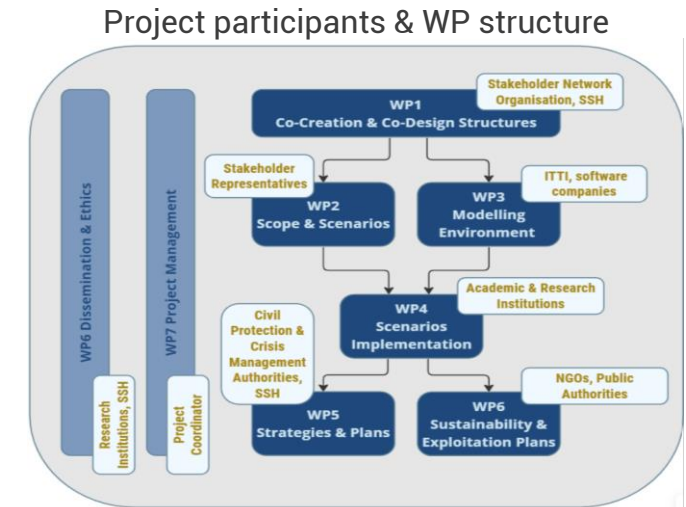 Project participants & WP structure
Stakeholder Network
Organisation, SSH
WP1
Co-Creation & Co-Design Structures
Stakeholder
Representatives
WP2
Scope & Scenarios
ITTI, software
companies
WP3
Modelling
Environment
Academic & Research
Institutions
WP4
Scenarios
Implementation
Civil
Protection &
Crisis
Management
Authorities,
SSH
WP5
Strategies & Plans
NGOs, Public
Authorities
WP6
Sustainability &
Exploitation Plans
WP6 Dissemination & Ethics
Research
Institutions, SSH
WP7 Project Management
Project
Coordinator